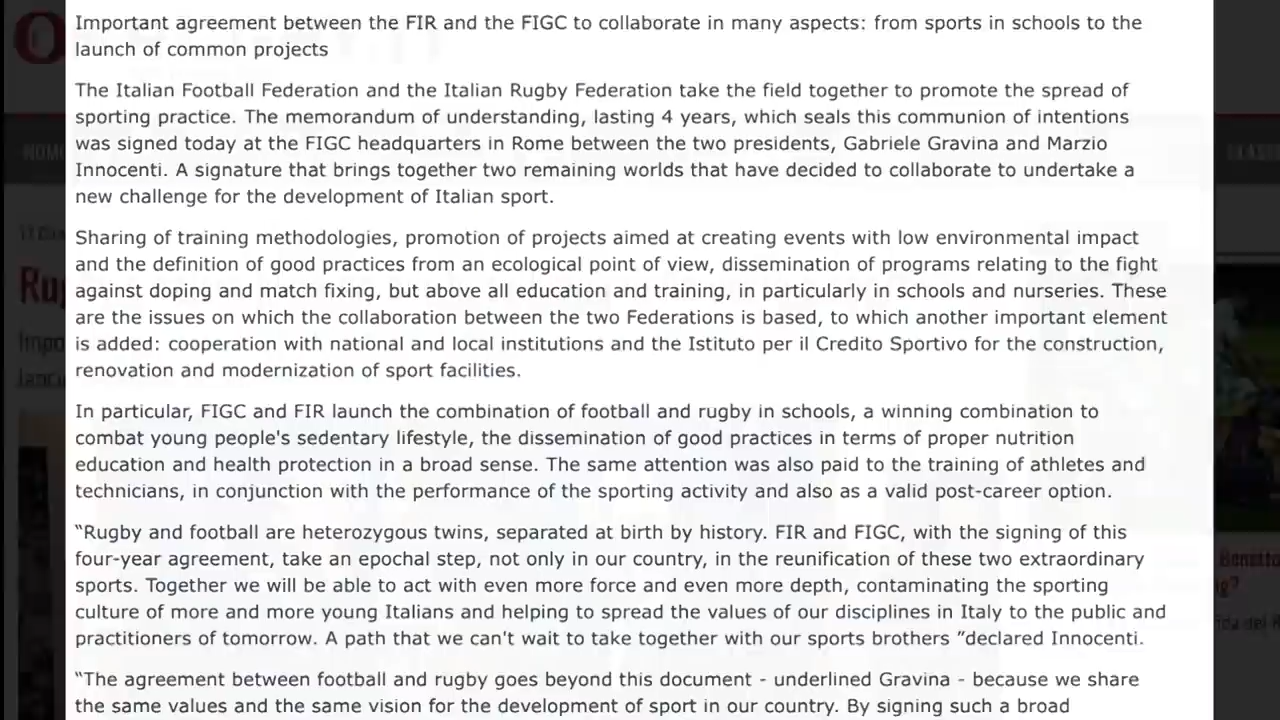 Important agreement between the FIR and the FIGC to collaborate in many aspects: from sports in schools to the
launch of common projects
The Italian Football Federation and the Italian Rugby Federation take the field together to promote the spread of
sporting practice. The memorandum of understanding, lasting 4 years, which seals this communion of intentions
was signed today at the FIGC headquarters in Rome between the two presidents, Gabriele Gravina and Marzio
Innocenti. A signature that brings together two remaining worlds that have decided to collaborate to undertake a
new challenge for the development of Italian sport.
Sharing of training methodologies, promotion of projects aimed at creating events with low environmental impact
and the definition of good practices from an ecological point of view, dissemination of programs relating to the fight
against doping and match fixing, but above all education and training, in particularly in schools and nurseries. These
are the issues on which the collaboration between the two Federations is based, to which another important element
is added: cooperation with national and local institutions and the Istituto per il Credito Sportivo for the construction,
renovation and modernization of sport facilities.
In particular, FIGC and FIR launch the combination of football and rugby in schools, a winning combination to
combat young people's sedentary lifestyle, the dissemination of good practices in terms of proper nutrition
education and health protection in a broad sense. The same attention was also paid to the training of athletes and
technicians, in conjunction with the performance of the sporting activity and also as a valid post-career option.
“Rugby and football are heterozygous twins, separated at birth by history. FIR and FIGC, with the signing of this
four-year agreement, take an epochal step, not only in our country, in the reunification of these two extraordinary
sports. Together we will be able to act with even more force and even more depth, contaminating the sporting
culture of more and more young Italians and helping to spread the values of our disciplines in Italy to the public and
practitioners of tomorrow. A path that we can't wait to take together with our sports brothers ”declared Innocenti.
“The agreement between football and rugby goes beyond this document - underlined Gravina - because we share
the same values and the same vision for the development of sport in our country. By signing such a broad